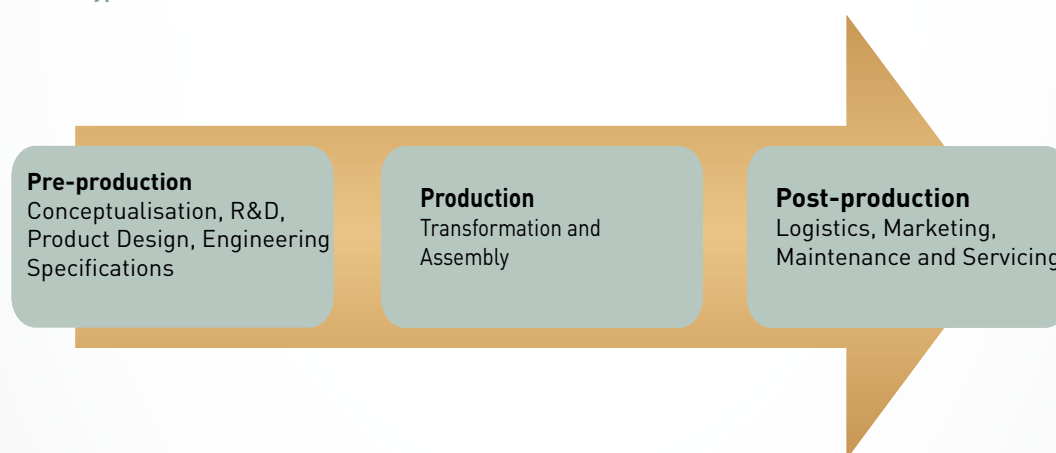 Pre-production
Conceptualisation, R&D,
Product Design, Engineering
Specifications
Production
Transformation and
Assembly
Post-production
Logistics, Marketing,
Maintenance and Servicing